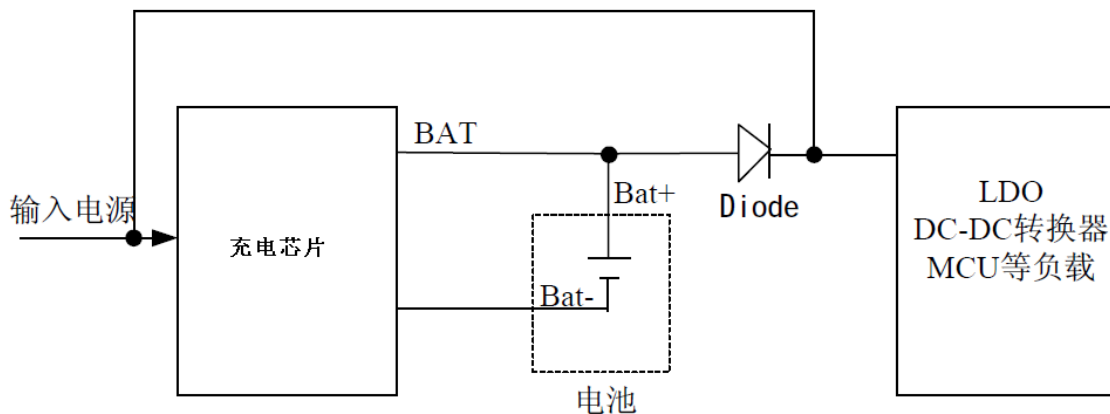 BAT
Bat+
Diode
输入电源
充电芯片
Bat-
电池
LDO
DC-DC转换器
MCU等负载